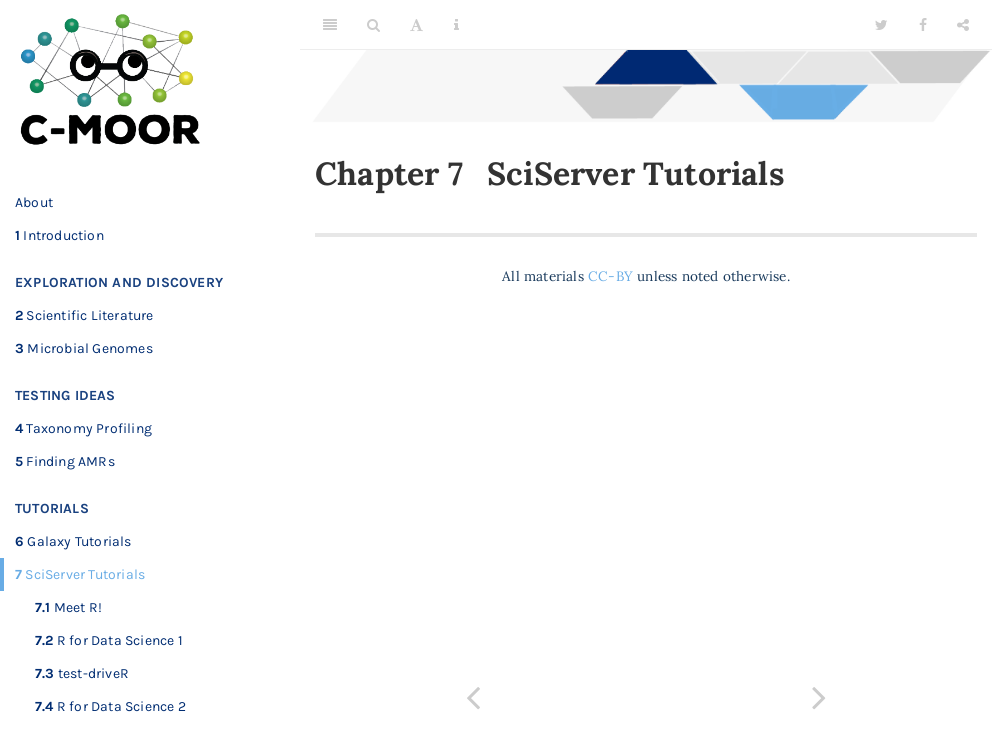 C-MOOR
About
1 Introduction
EXPLORATION AND DISCOVERY
2 Scientific Literature
3 Microbial Genomes
TESTING IDEAS
4 Taxonomy Profiling
5 Finding AMRs
TUTORIALS
6 Galaxy Tutorials
7 SciServer Tutorials
7.1 Meet R!
7.2 R for Data Science 1
7.3 test-driveR
7.4 R for Data Science 2
A
Chapter 7 SciServer Tutorials
All materials CC-BY unless noted otherwise.